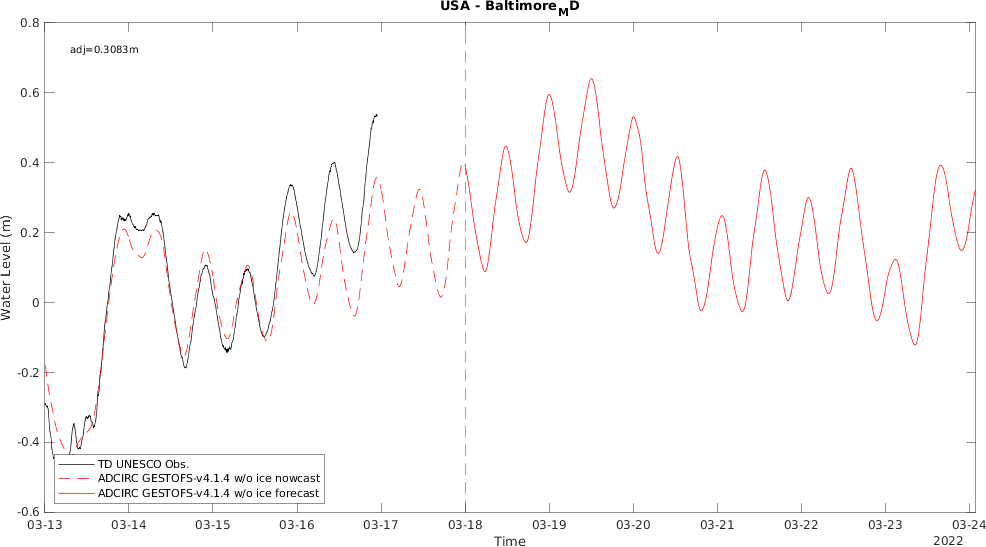 USA - Baltimore_MD
adj=0.3083m
Water Level (m)
0.8
0.6
0.4
0.2
0
-0.2
-0.4
-0.6
TD UNESCO Obs.
ADCIRC GESTOFS-v4.1.4 w/o ice nowcast
ADCIRC GESTOFS-v4.1.4 w/o ice forecast
03-13 03-14 03-15 03-16 03-17 03-18 03-19 03-20 03-21 03-22 03-23 03-24
Time
2022